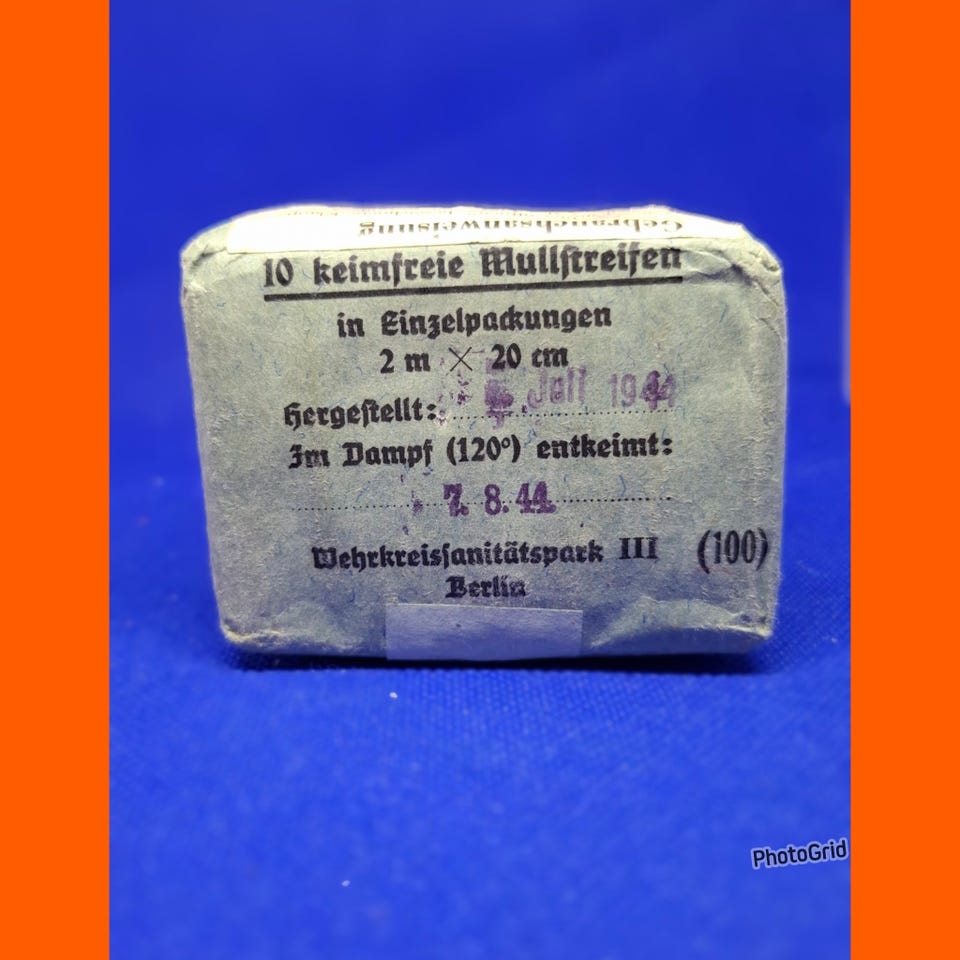 Gebrauchsanweisung
10 keimfreie Mullstreifen
in Einzelpackungen
2 m × 20 cm
Hergestellt: Juli 1944
Im Dampf (120°) entkeimt:
7. 8. 44.
Wehrkreissanitätspark III (100)
Berlin
PhotoGrid